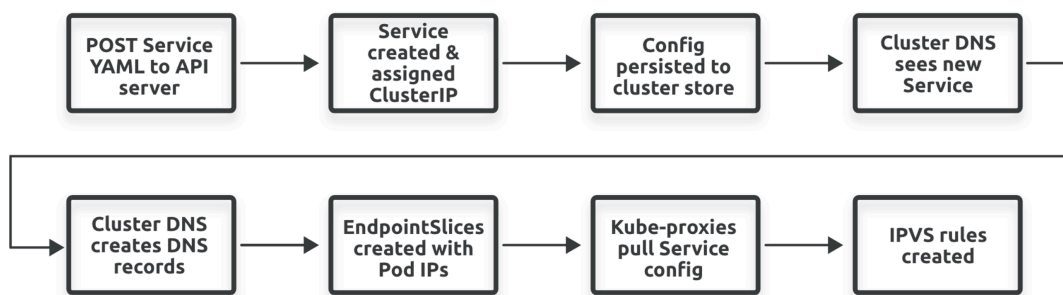 POST Service
YAML to API
server
Service
created &
assigned
ClusterIP
Config
persisted to
cluster store
Cluster DNS
sees new
Service
Cluster DNS
creates DNS
records
EndpointSlices
created with
Pod IPs
Kube-proxies
pull Service
config
IPVS rules
created